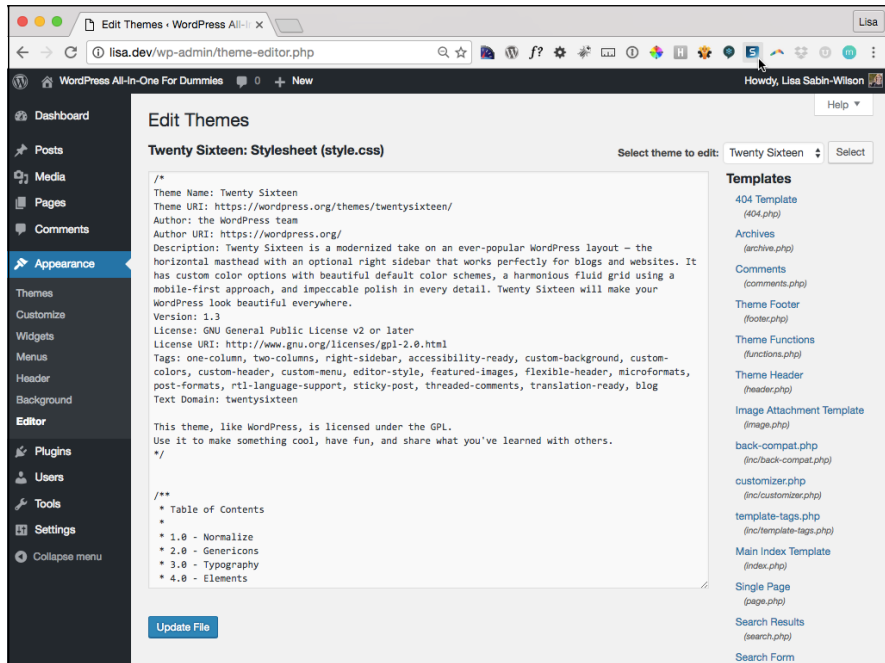 Edit Themes ‹ WordPress All-I
Lisa
lisa.dev/wp-admin/theme-editor.php
f?
WordPress All-In-One For Dummies 0 + New
Howdy, Lisa Sabin-Wilson
Help
Dashboard
Posts
Media
Pages
Comments
Appearance
Themes
Customize
Widgets
Menus
Header
Background
Editor
Plugins
Users
Tools
Settings
Collapse menu
Edit Themes
Twenty Sixteen: Stylesheet (style.css)
Select theme to edit: Twenty Sixteen Select
/*
Theme Name: Twenty Sixteen
Theme URI: https://wordpress.org/themes/twentysixteen/
Author: the WordPress team
Author URI: https://wordpress.org/
Description: Twenty Sixteen is a modernized take on an ever-popular WordPress layout — the
horizontal masthead with an optional right sidebar that works perfectly for blogs and websites. It
has custom color options with beautiful default color schemes, a harmonious fluid grid using a
mobile-first approach, and impeccable polish in every detail. Twenty Sixteen will make your
WordPress look beautiful everywhere.
Version: 1.3
License: GNU General Public License v2 or later
License URI: http://www.gnu.org/licenses/gpl-2.0.html
Tags: one-column, two-columns, right-sidebar, accessibility-ready, custom-background, custom-
colors, custom-header, custom-menu, editor-style, featured-images, flexible-header, microformats,
post-formats, rtl-language-support, sticky-post, threaded-comments, translation-ready, blog
Text Domain: twentysixteen
This theme, like WordPress, is licensed under the GPL.
Use it to make something cool, have fun, and share what you've learned with others.
*/
/**
* Table of Contents
*
* 1.0 - Normalize
* 2.0 - Genericons
* 3.0 - Typography
* 4.0 - Elements
Update File
Templates
404 Template
(404.php)
Archives
(archive.php)
Comments
(comments.php)
Theme Footer
(footer.php)
Theme Functions
(functions.php)
Theme Header
(header.php)
Image Attachment Template
(image.php)
back-compat.php
(inc/back-compat.php)
customizer.php
(inc/customizer.php)
template-tags.php
(inc/template-tags.php)
Main Index Template
(index.php)
Single Page
(page.php)
Search Results
(search.php)
Search Form